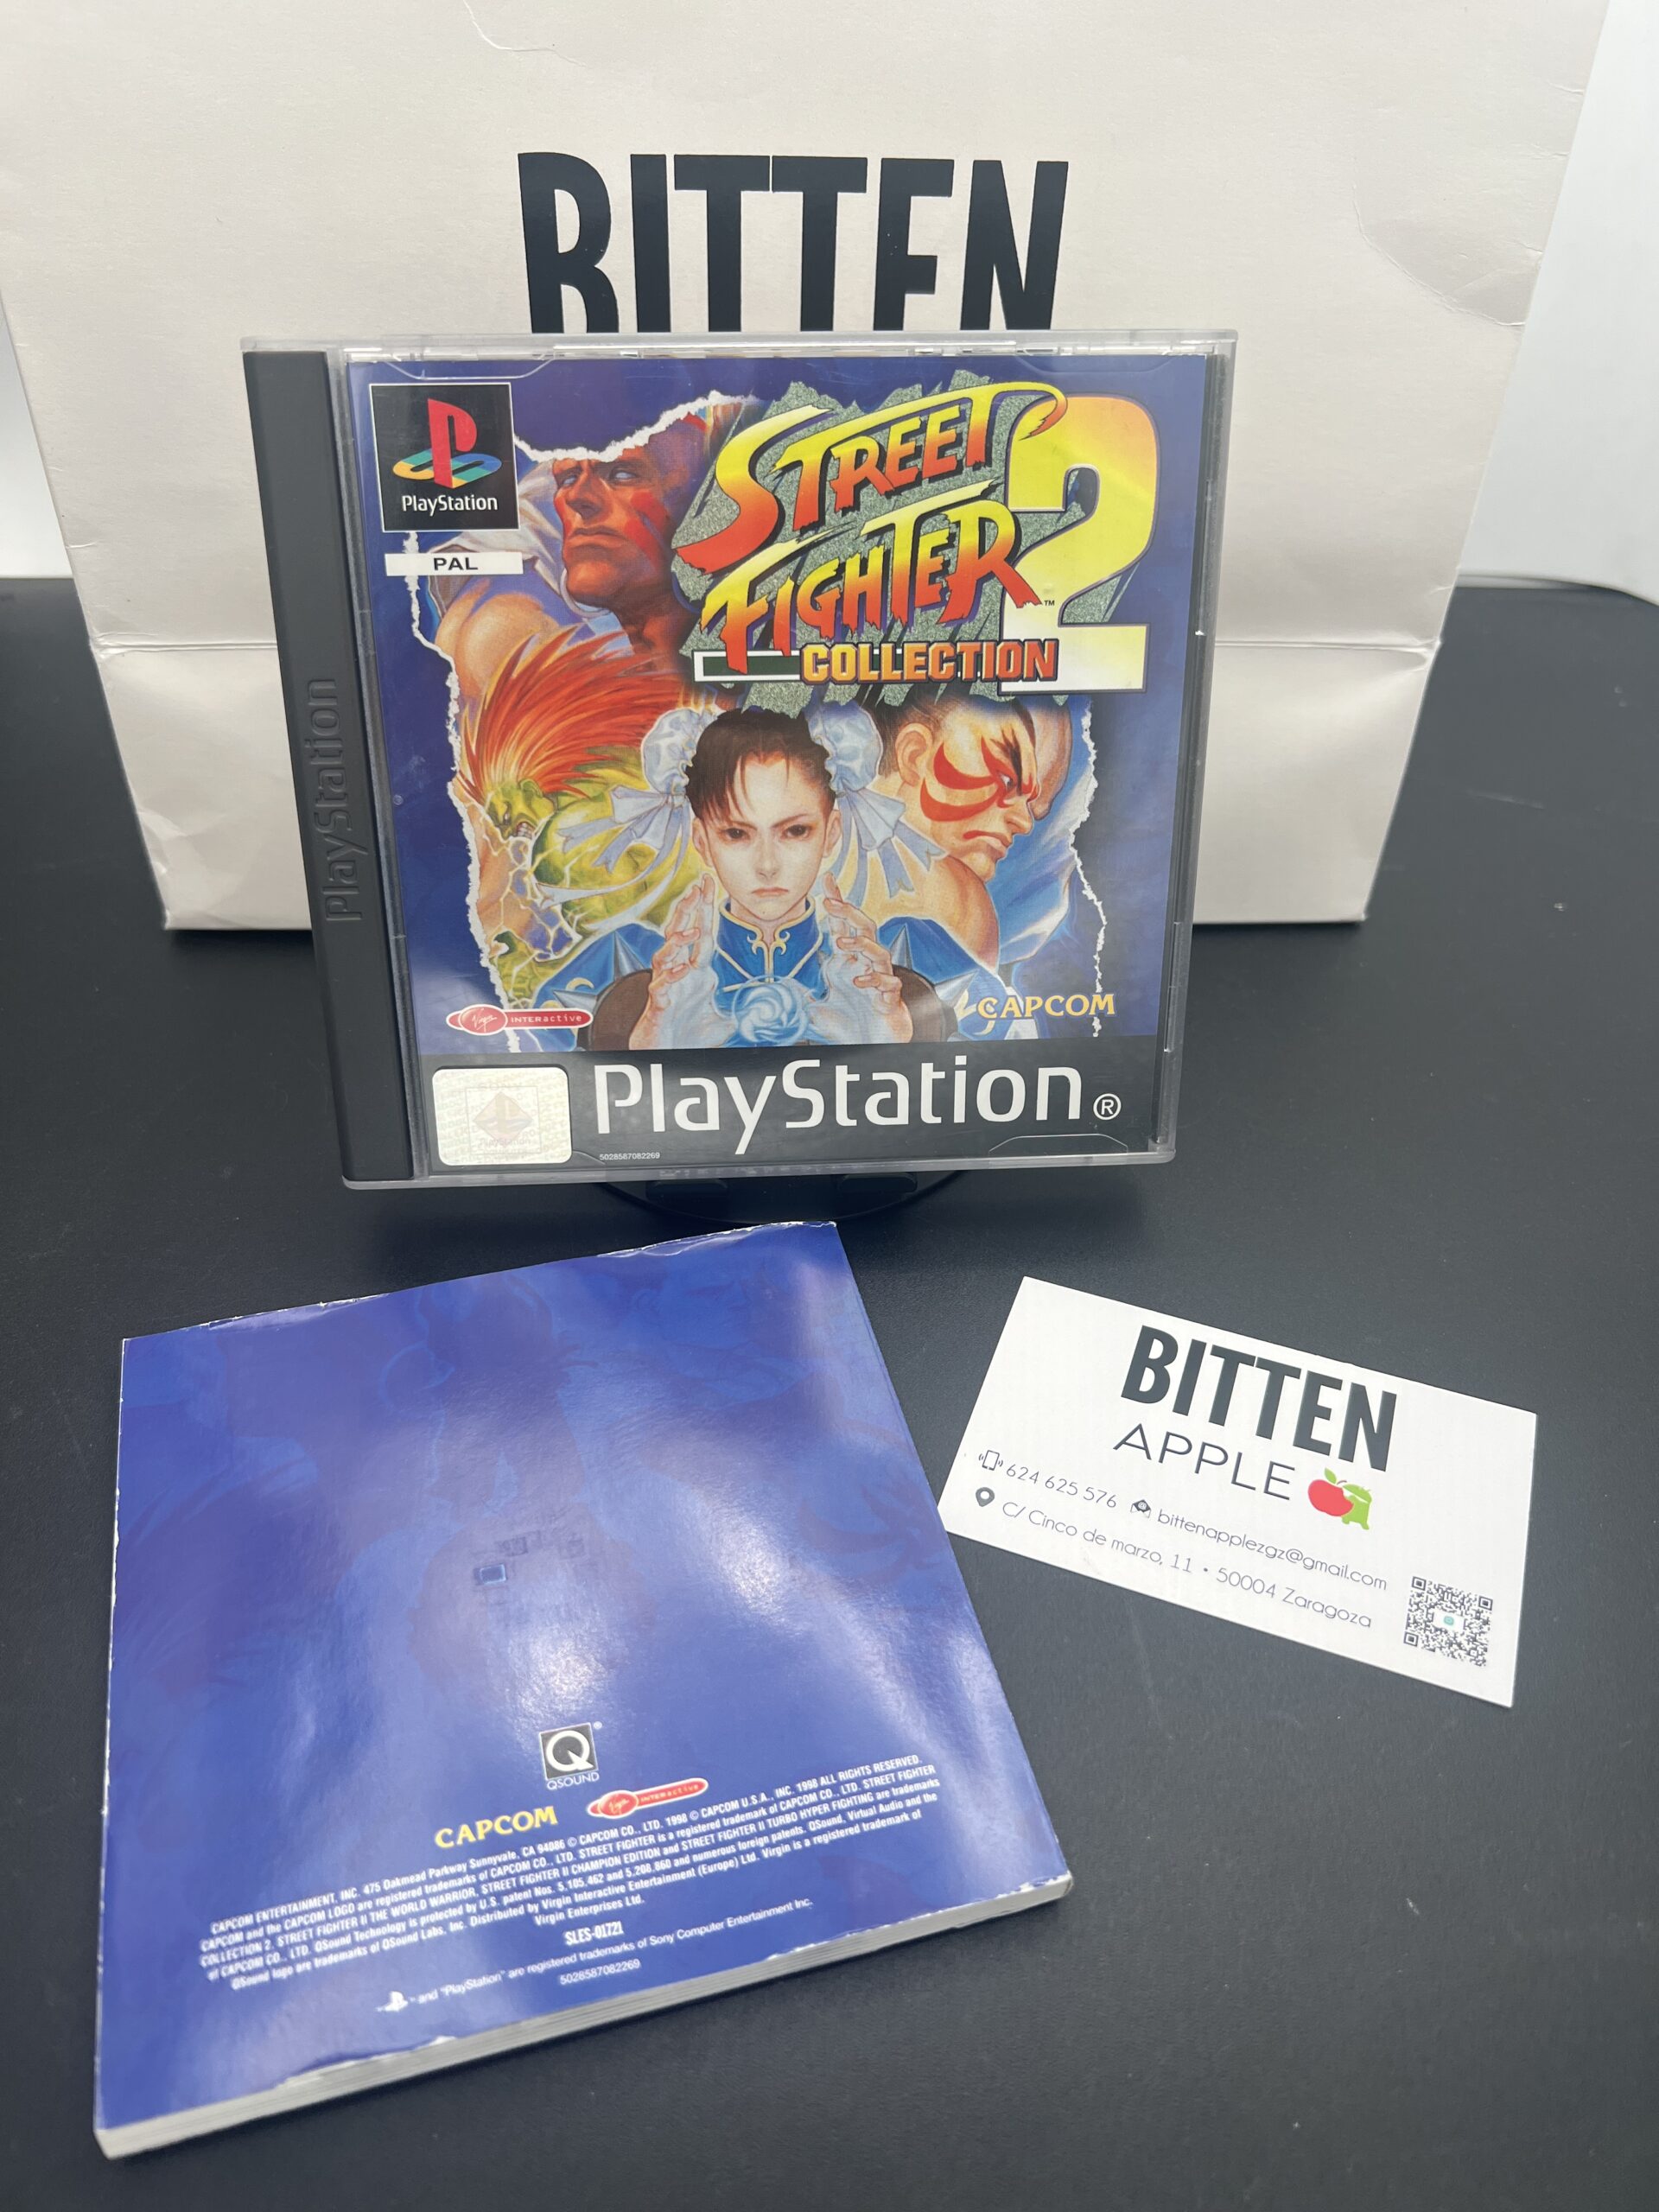 BITTEN
PlayStation
PlayStation
PAL
STREET
FIGHTER™
2
COLLECTION
Virgin INTERactive
CAPCOM
PlayStation®
5028587082269
Q
QSOUND
CAPCOM
Virgin INTERactive
CAPCOM ENTERTAINMENT, INC. 475 Oakmead Parkway Sunnyvale, CA 94086 © CAPCOM CO., LTD. 1998 © CAPCOM U.S.A., INC. 1998 ALL RIGHTS RESERVED.
CAPCOM and the CAPCOM LOGO are registered trademarks of CAPCOM CO., LTD. STREET FIGHTER is a registered trademark of CAPCOM CO., LTD. STREET FIGHTER
COLLECTION 2, STREET FIGHTER II THE WORLD WARRIOR, STREET FIGHTER II CHAMPION EDITION and STREET FIGHTER II TURBO HYPER FIGHTING are trademarks
of CAPCOM CO., LTD. QSound Technology is protected by U.S. patent Nos. 5,105,462 and 5,208,860 and numerous foreign patents. QSound, Virtual Audio and the
QSound logo are trademarks of QSound Labs, Inc. Distributed by Virgin Interactive Entertainment (Europe) Ltd. Virgin is a registered trademark of
Virgin Enterprises Ltd.
SLES-01721
and "PlayStation" are registered trademarks of Sony Computer Entertainment Inc.
5028587082269
BITTEN
APPLE
624 625 576 bittenapplezgz@gmail.com
C/ Cinco de marzo, 11 • 50004 Zaragoza